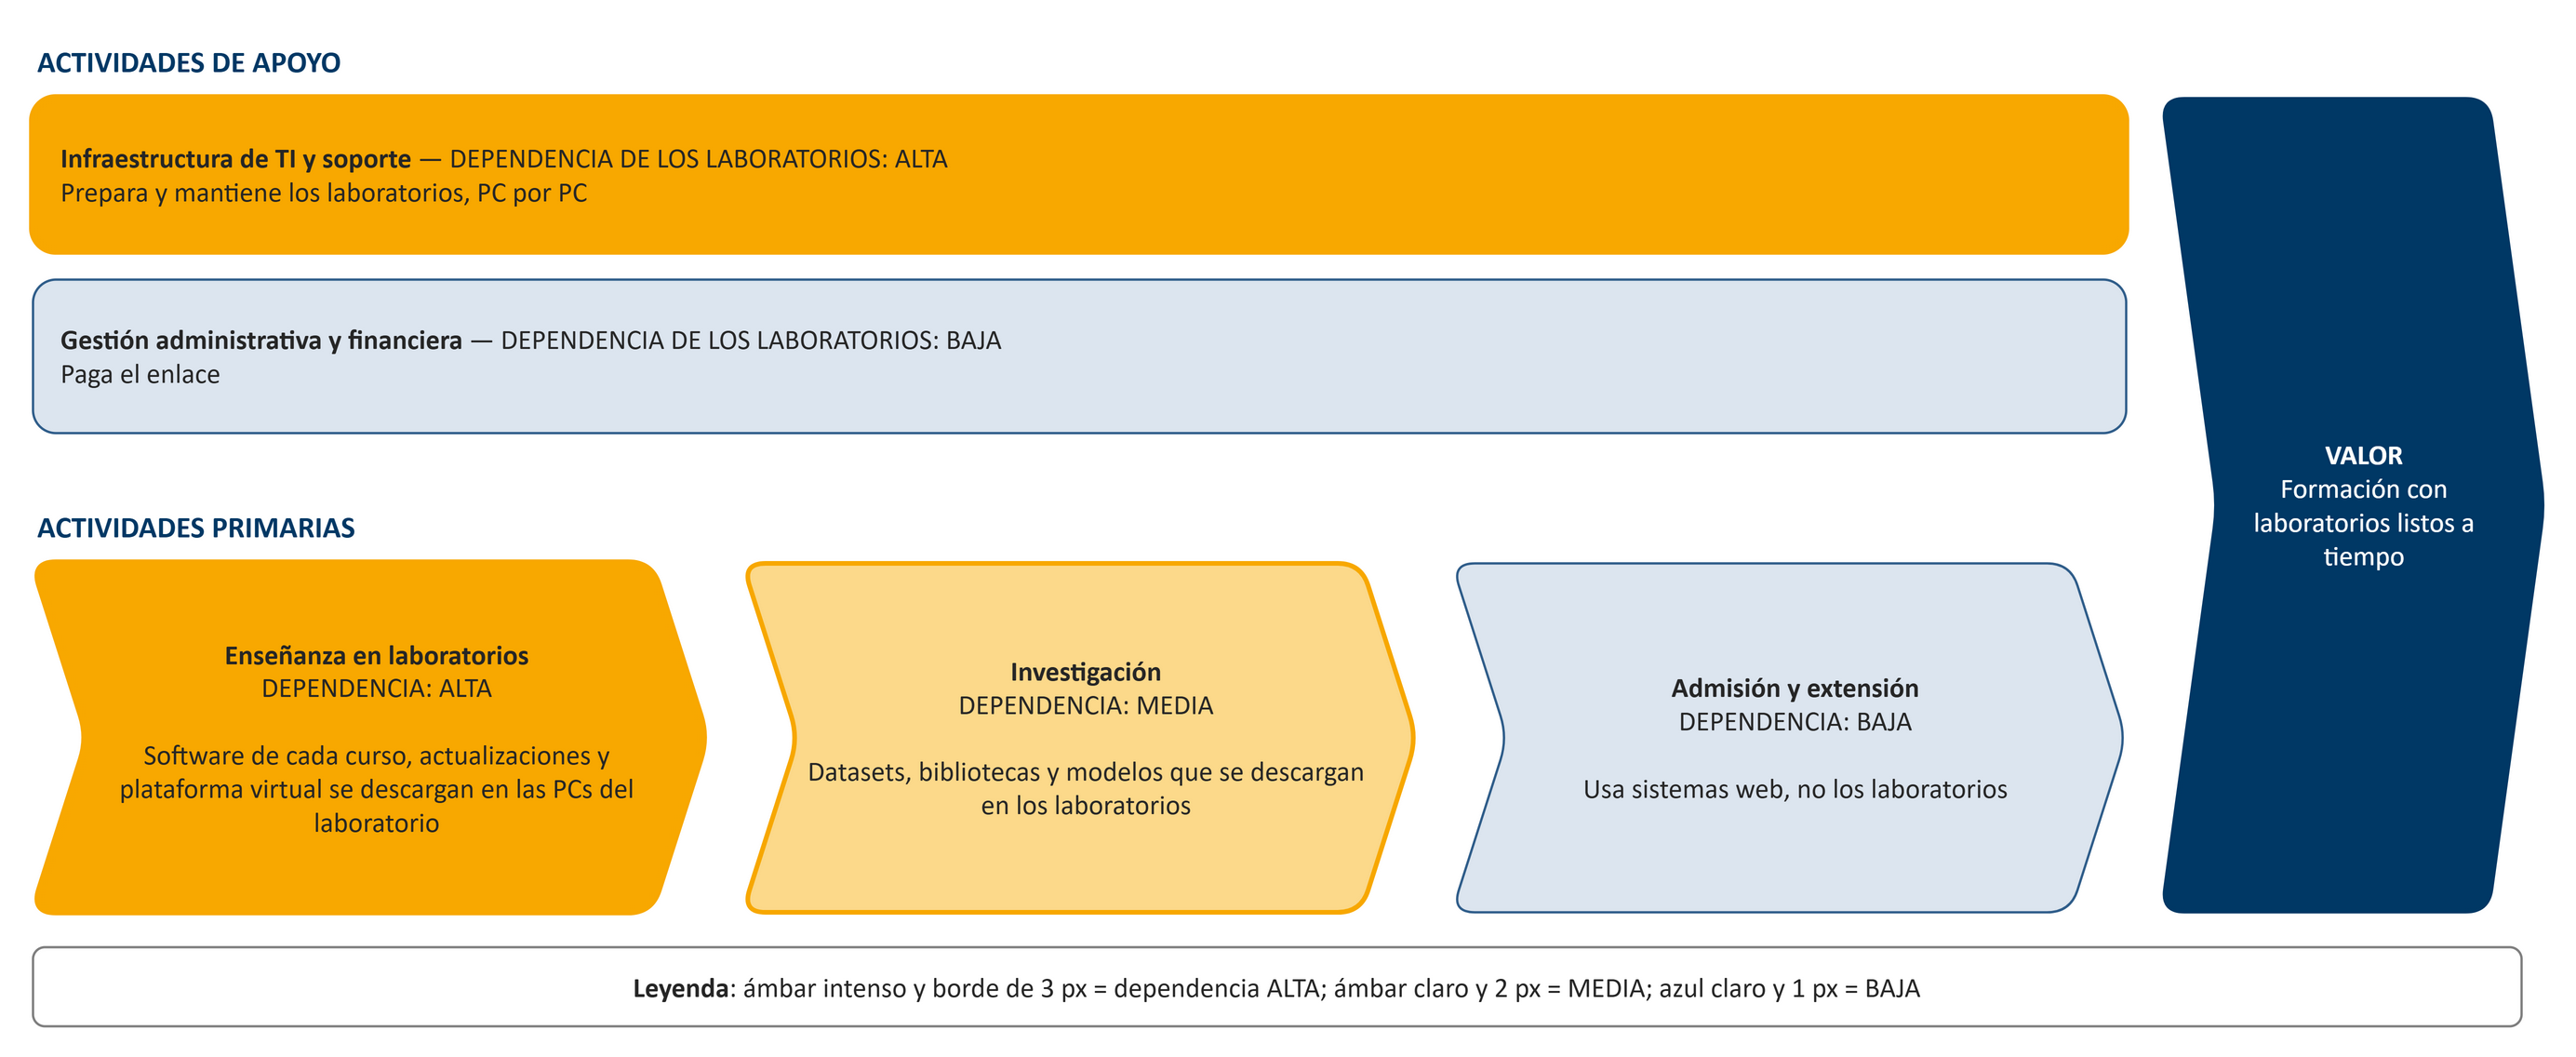 ACTIVIDADES DE APOYO
Infraestructura de TI y soporte — DEPENDENCIA DE LOS LABORATORIOS: ALTA
Prepara y mantiene los laboratorios, PC por PC
Gestión administrativa y financiera — DEPENDENCIA DE LOS LABORATORIOS: BAJA
Paga el enlace
VALOR
Formación con
laboratorios listos a
tiempo
ACTIVIDADES PRIMARIAS
Enseñanza en laboratorios
DEPENDENCIA: ALTA
Software de cada curso, actualizaciones y
plataforma virtual se descargan en las PCs del
laboratorio
Investigación
DEPENDENCIA: MEDIA
Datasets, bibliotecas y modelos que se descargan
en los laboratorios
Admisión y extensión
DEPENDENCIA: BAJA
Usa sistemas web, no los laboratorios
Leyenda: ámbar intenso y borde de 3 px = dependencia ALTA; ámbar claro y 2 px = MEDIA; azul claro y 1 px = BAJA